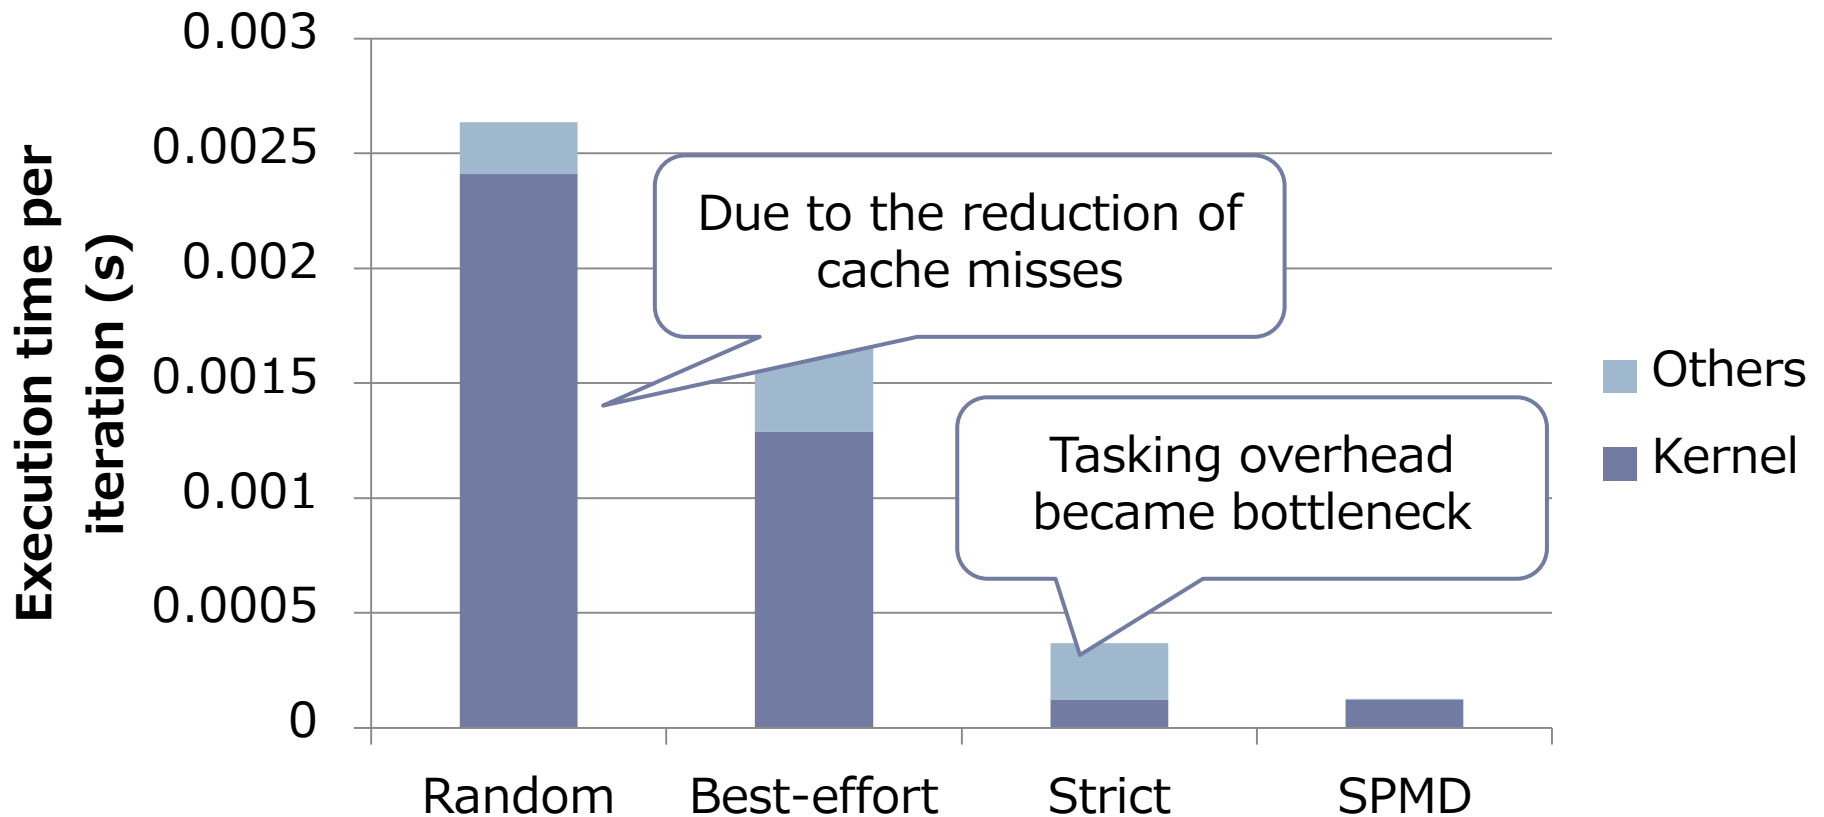 0.003
0.0025
0.002
0.0015
0.001
0.0005
0
Execution time per
iteration (s)
Due to the reduction of
cache misses
Tasking overhead
became bottleneck
Others
Kernel
Random
Best-effort
Strict
SPMD